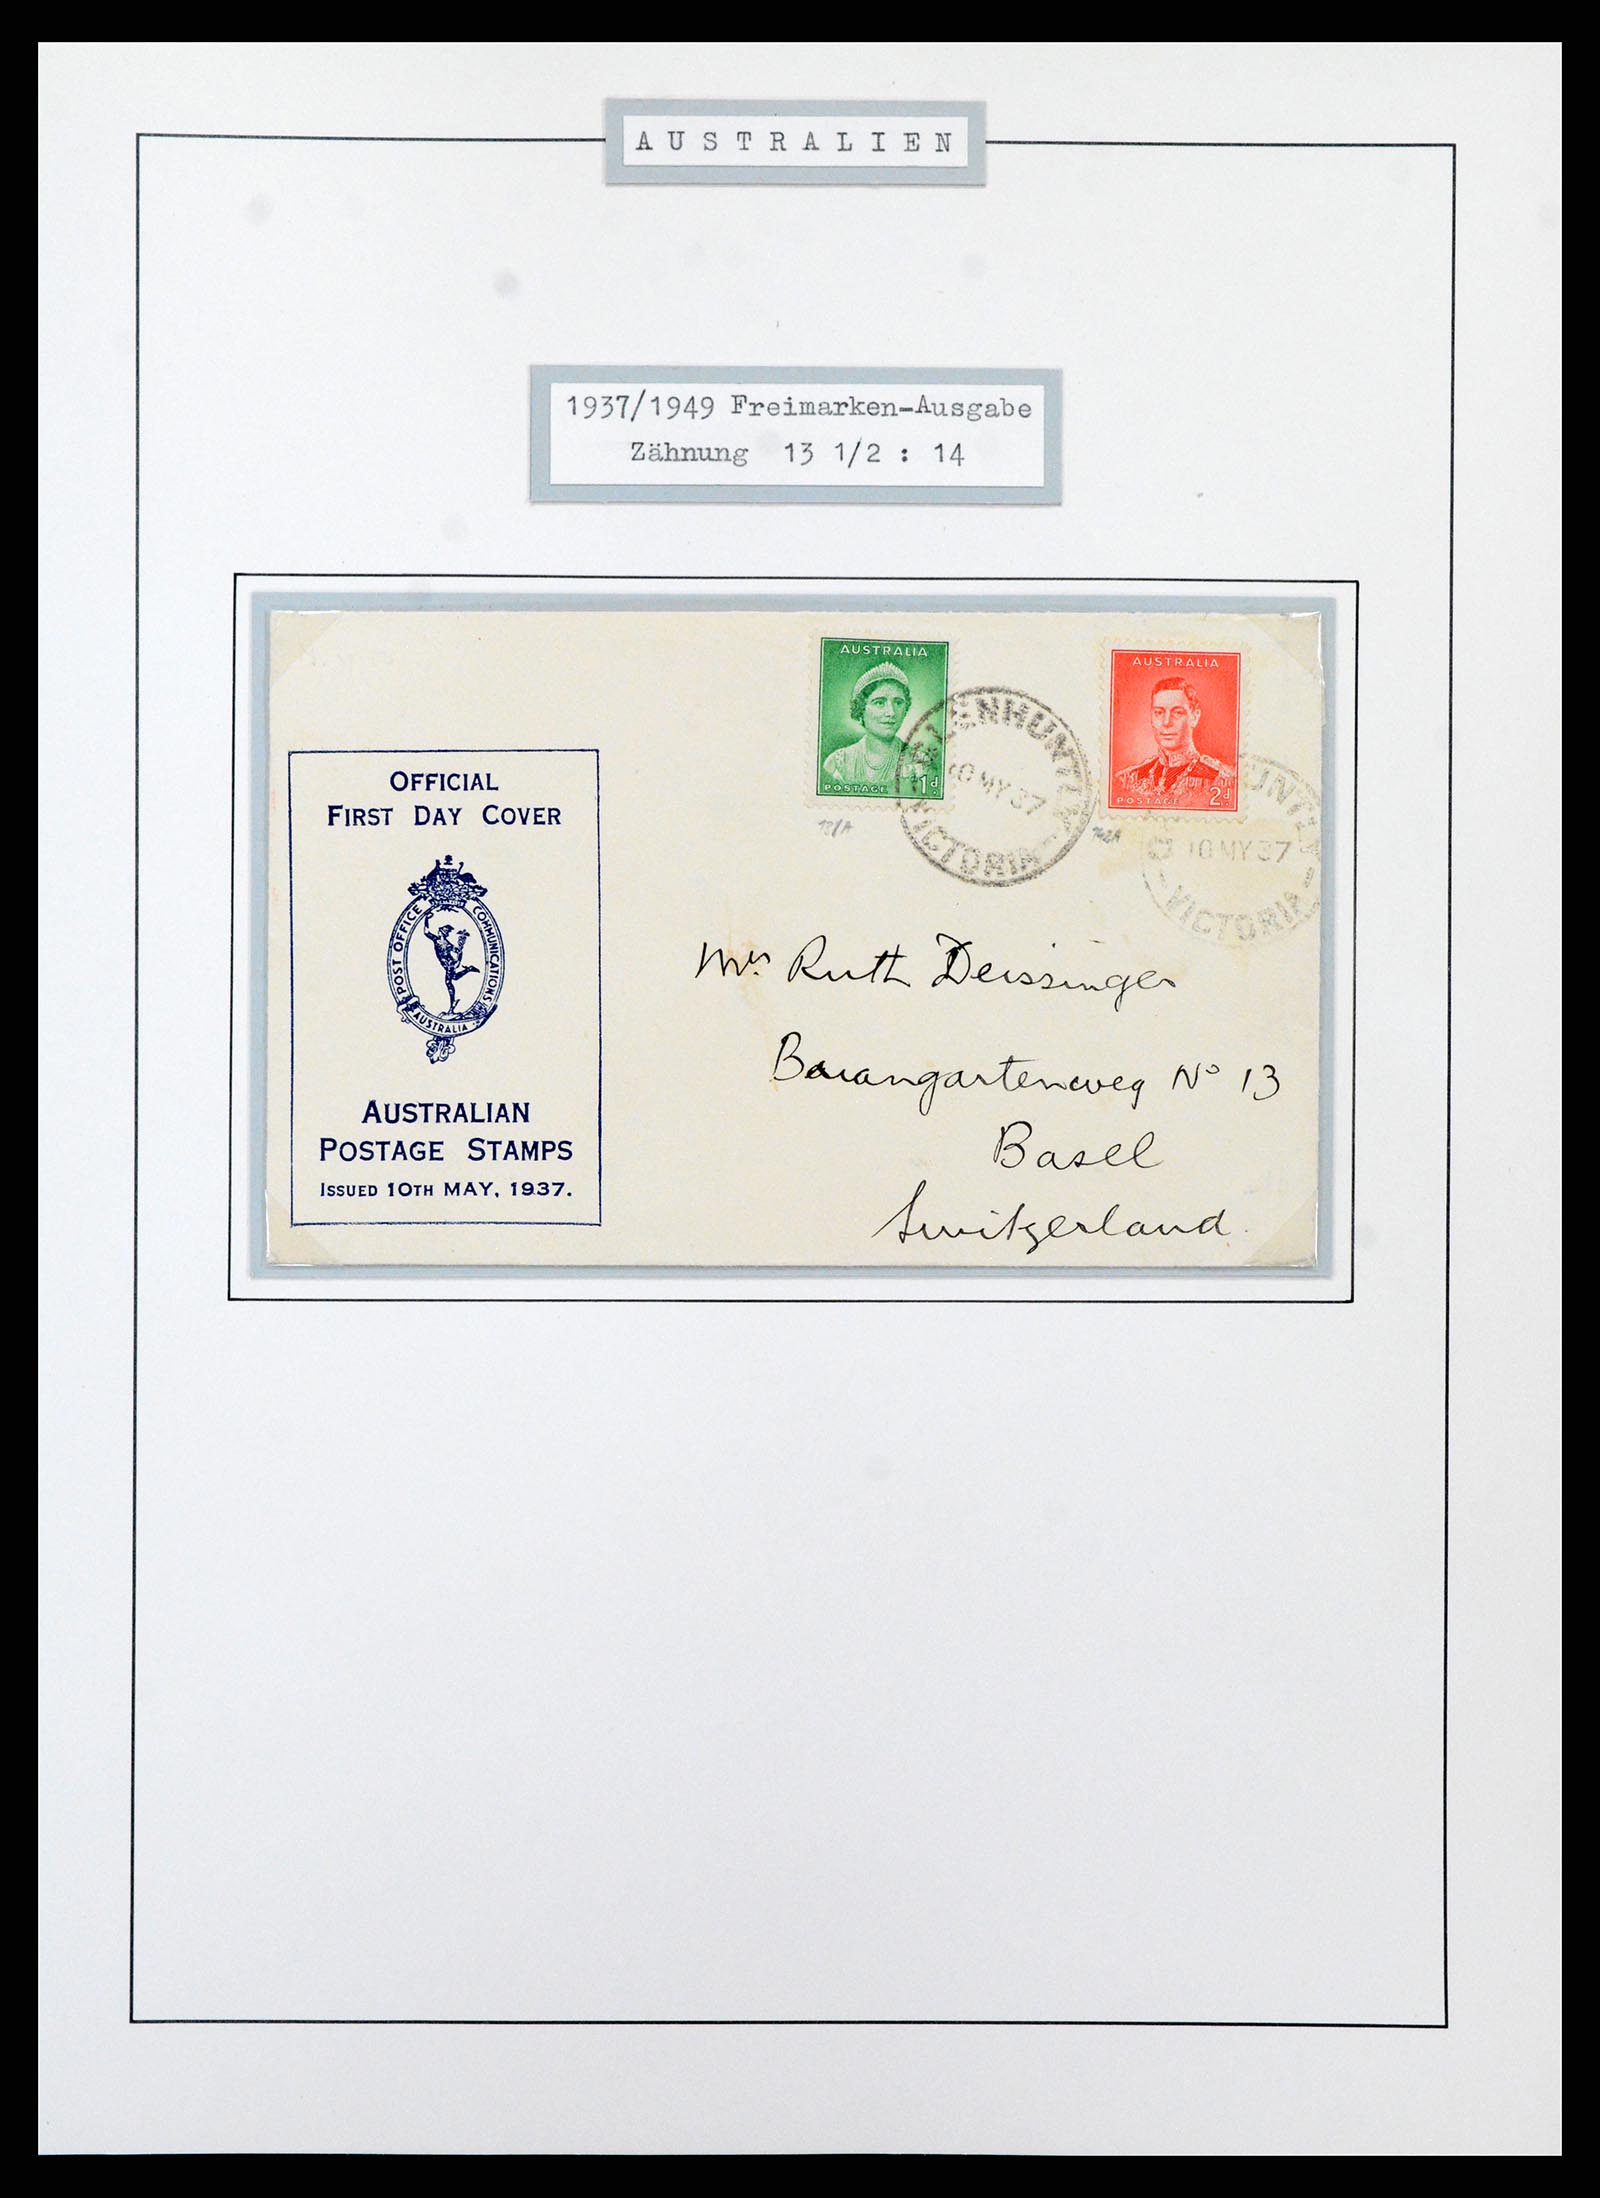 AUSTRALIEN
1937/1949 Freimarken-Ausgabe
Zähnung 13 1/2 : 14
AUSTRALIA
POSTAGE 1d.
AUSTRALIA
POSTAGE 2d.
GLENHUNTLY
10 MY 37
VICTORIA
10 MY 37
VICTORIA
OFFICIAL
FIRST DAY COVER
POST OFFICE COMMUNICATIONS
AUSTRALIA
AUSTRALIAN
POSTAGE STAMPS
ISSUED 10TH MAY, 1937.
Mrs Ruth Deissinger
Baumgartenweg No 13
Basel
Switzerland